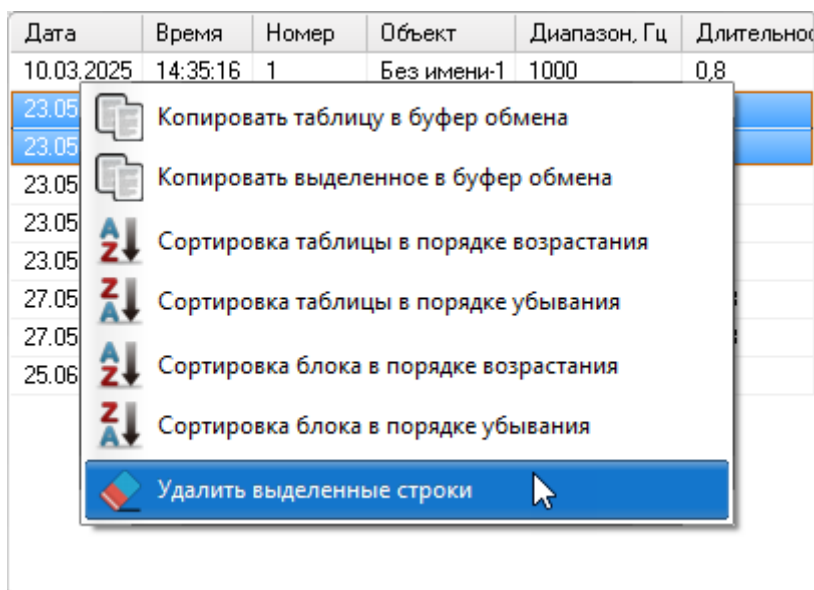 Дата Время Номер Объект Диапазон, Гц Длительнос
10.03.2025 14:35:16 1 Без имени-1 1000 0,8
23.05
Копировать таблицу в буфер обмена
23.05
23.05
Копировать выделенное в буфер обмена
23.05
Сортировка таблицы в порядке возрастания
23.05
27.05
Сортировка таблицы в порядке убывания
27.05
Сортировка блока в порядке возрастания
25.06
Сортировка блока в порядке убывания
Удалить выделенные строки